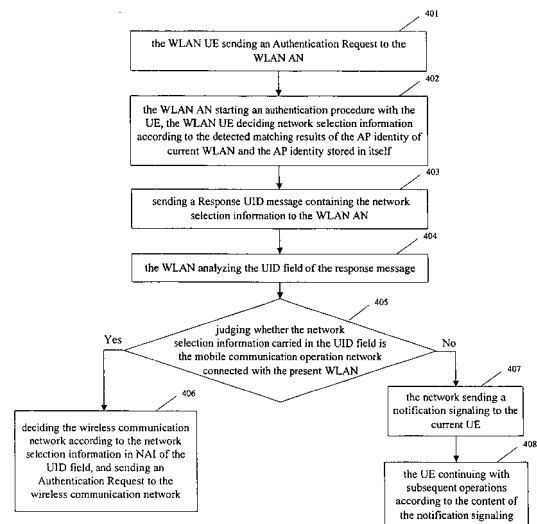 401
the WLAN UE sending an Authentication Request to the
WLAN AN
402
the WLAN AN starting an authentication procedure with the
UE, the WLAN UE deciding network selection information
according to the detected matching results of the AP identity of
current WLAN and the AP identity stored in itself
403
sending a Response UID message containing the network
selection information to the WLAN AN
404
the WLAN analyzing the UID field of the response message
405
judging whether the network
selection information carried in the UID field is
the mobile communication operation network
connected with the present WLAN
Yes
No
406
deciding the wireless communication
network according to the network
selection information in NAI of the
UID field, and sending an
Authentication Request to the
wireless communication network
407
the network sending a
notification signaling to the
current UE
408
the UE continuing with
subsequent operations
according to the content of
the notification signaling